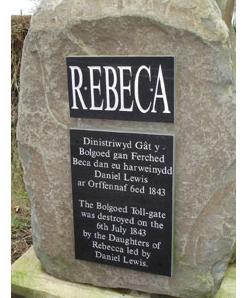 R·EBECA
Dinistriwyd Gât y
Bolgoed gan Ferched
Beca dan eu harweinydd
Daniel Lewis
ar Orffennaf 6ed 1843
The Bolgoed Toll-gate
was destroyed on the
6th July 1843
by the Daughters of
Rebecca led by
Daniel Lewis.